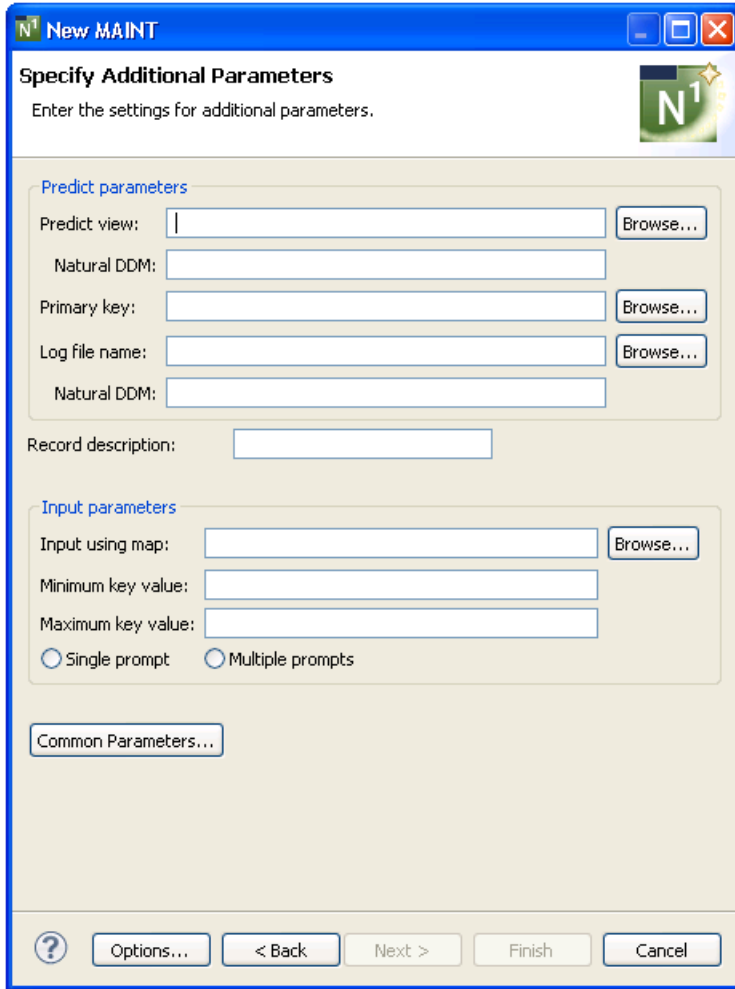 N1 New MAINT
Specify Additional Parameters
Enter the settings for additional parameters.
N1
Predict parameters
Predict view: Browse...
Natural DDM:
Primary key: Browse...
Log file name: Browse...
Natural DDM:
Record description:
Input parameters
Input using map: Browse...
Minimum key value:
Maximum key value:
Single prompt Multiple prompts
Common Parameters...
? Options... < Back Next > Finish Cancel